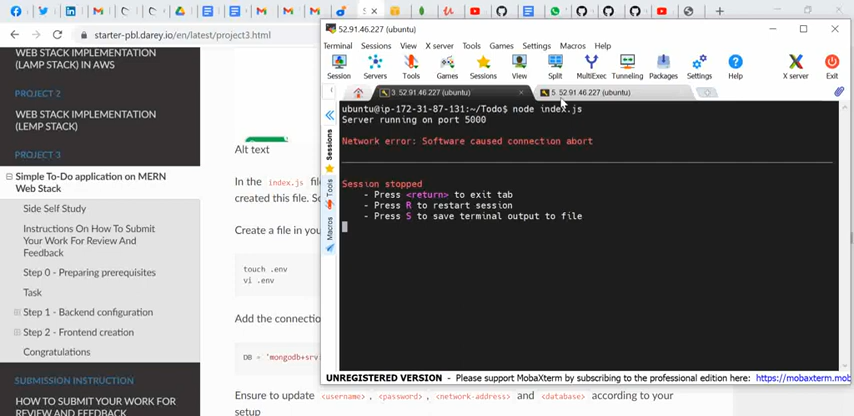 starter-pbl.darey.io/en/latest/project3.html
WEB STACK IMPLEMENTATION
(LAMP STACK) IN AWS
PROJECT 2
WEB STACK IMPLEMENTATION
(LEMP STACK)
PROJECT 3
Simple To-Do application on MERN
Web Stack
Side Self Study
Instructions On How To Submit
Your Work For Review And
Feedback
Step 0 - Preparing prerequisites
Task
Step 1 - Backend configuration
Step 2 - Frontend creation
Congratulations
SUBMISSION INSTRUCTION
HOW TO SUBMIT YOUR WORK FOR
REVIEW AND FEEDBACK
Alt text
In the index.js file
created this file. So
Create a file in your
touch .env
vi .env
Add the connection
DB = 'mongodb+srv:
Ensure to update <username>, <password>, <network-address> and <database> according to your
setup
52.91.46.227 (ubuntu)
Terminal Sessions View X server Tools Games Settings Macros Help
Session Servers Tools Games Sessions View Split MultiExec Tunneling Packages Settings Help X server Exit
3. 52.91.46.227 (ubuntu)
5. 52.91.46.227 (ubuntu)
Sessions
Tools
Macros
ubuntu@ip-172-31-87-131:~/Todo$ node index.js
Server running on port 5000
Network error: Software caused connection abort
Session stopped
- Press <return> to exit tab
- Press R to restart session
- Press S to save terminal output to file
UNREGISTERED VERSION - Please support MobaXterm by subscribing to the professional edition here: https://mobaxterm.mob